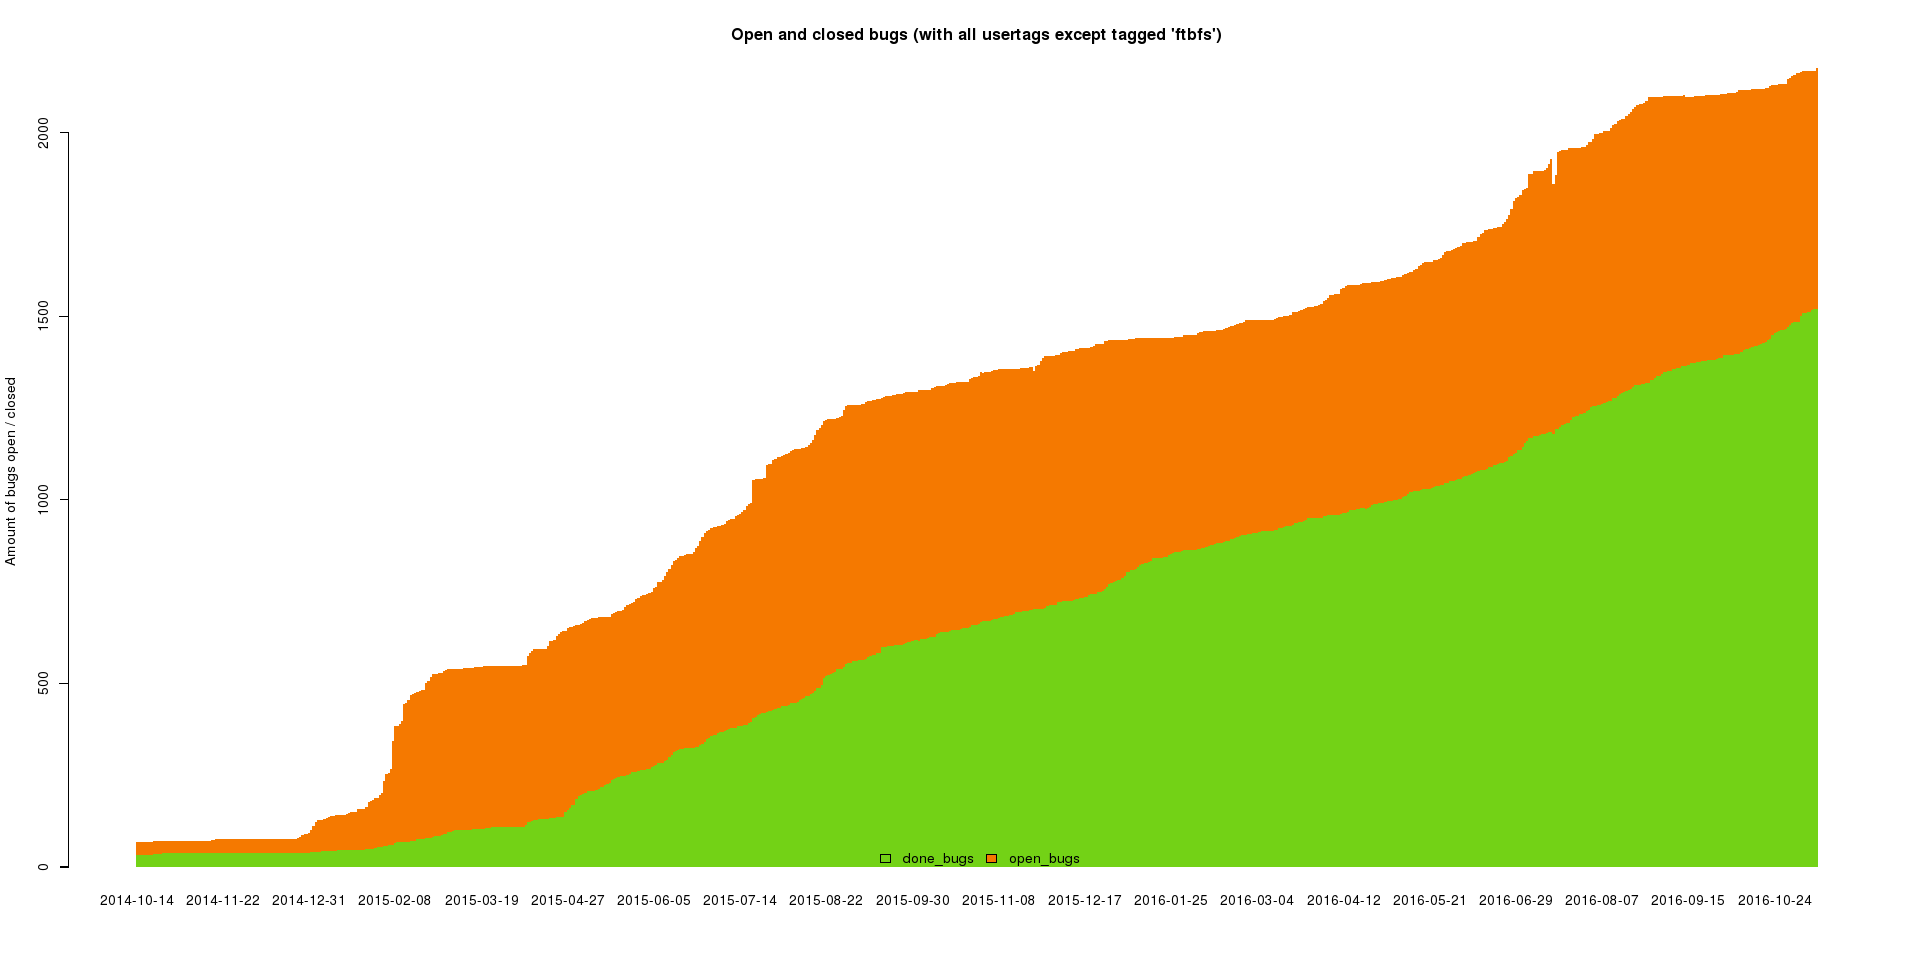 Open and closed bugs (with all usertags except tagged 'ftbfs')
Amount of bugs open / closed
2000
1500
1000
500
0
done_bugs open_bugs
2014-10-14 2014-11-22 2014-12-31 2015-02-08 2015-03-19 2015-04-27 2015-06-05 2015-07-14 2015-08-22 2015-09-30 2015-11-08 2015-12-17 2016-01-25 2016-03-04 2016-04-12 2016-05-21 2016-06-29 2016-08-07 2016-09-15 2016-10-24